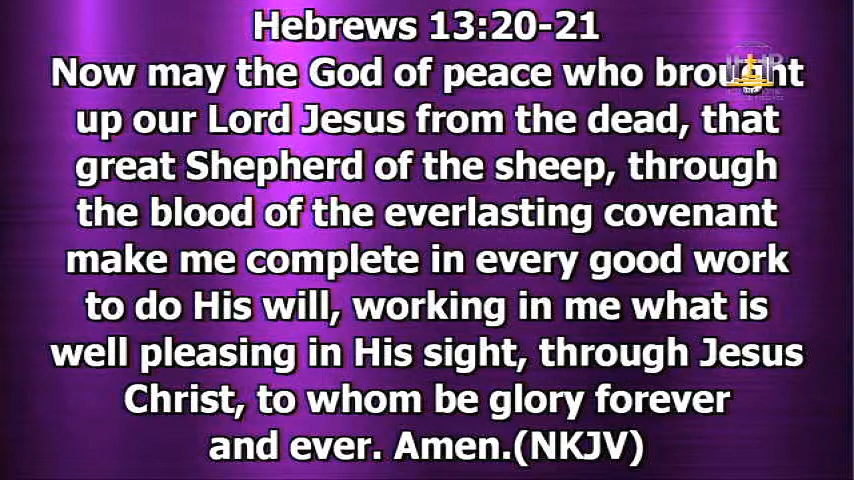 Hebrews 13:20-21
Now may the God of peace who brought
up our Lord Jesus from the dead, that
great Shepherd of the sheep, through
the blood of the everlasting covenant
make me complete in every good work
to do His will, working in me what is
well pleasing in His sight, through Jesus
Christ, to whom be glory forever
and ever. Amen.(NKJV)